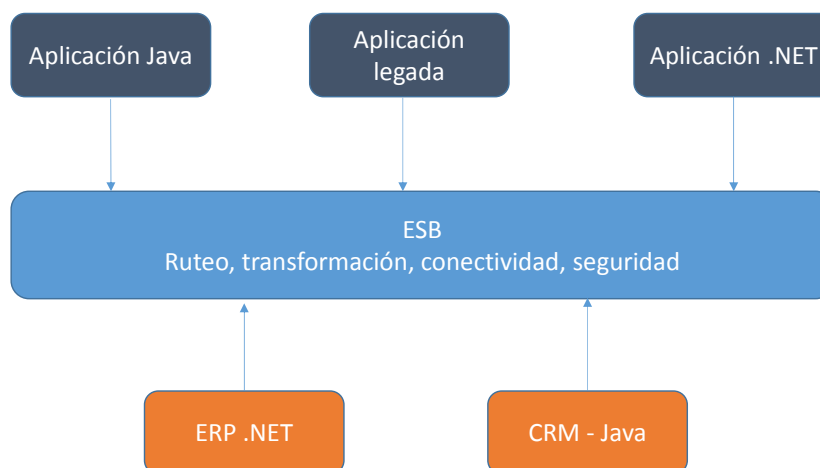 Aplicación Java
Aplicación
legada
Aplicación .NET
ESB
Ruteo, transformación, conectividad, seguridad
ERP .NET
CRM - Java